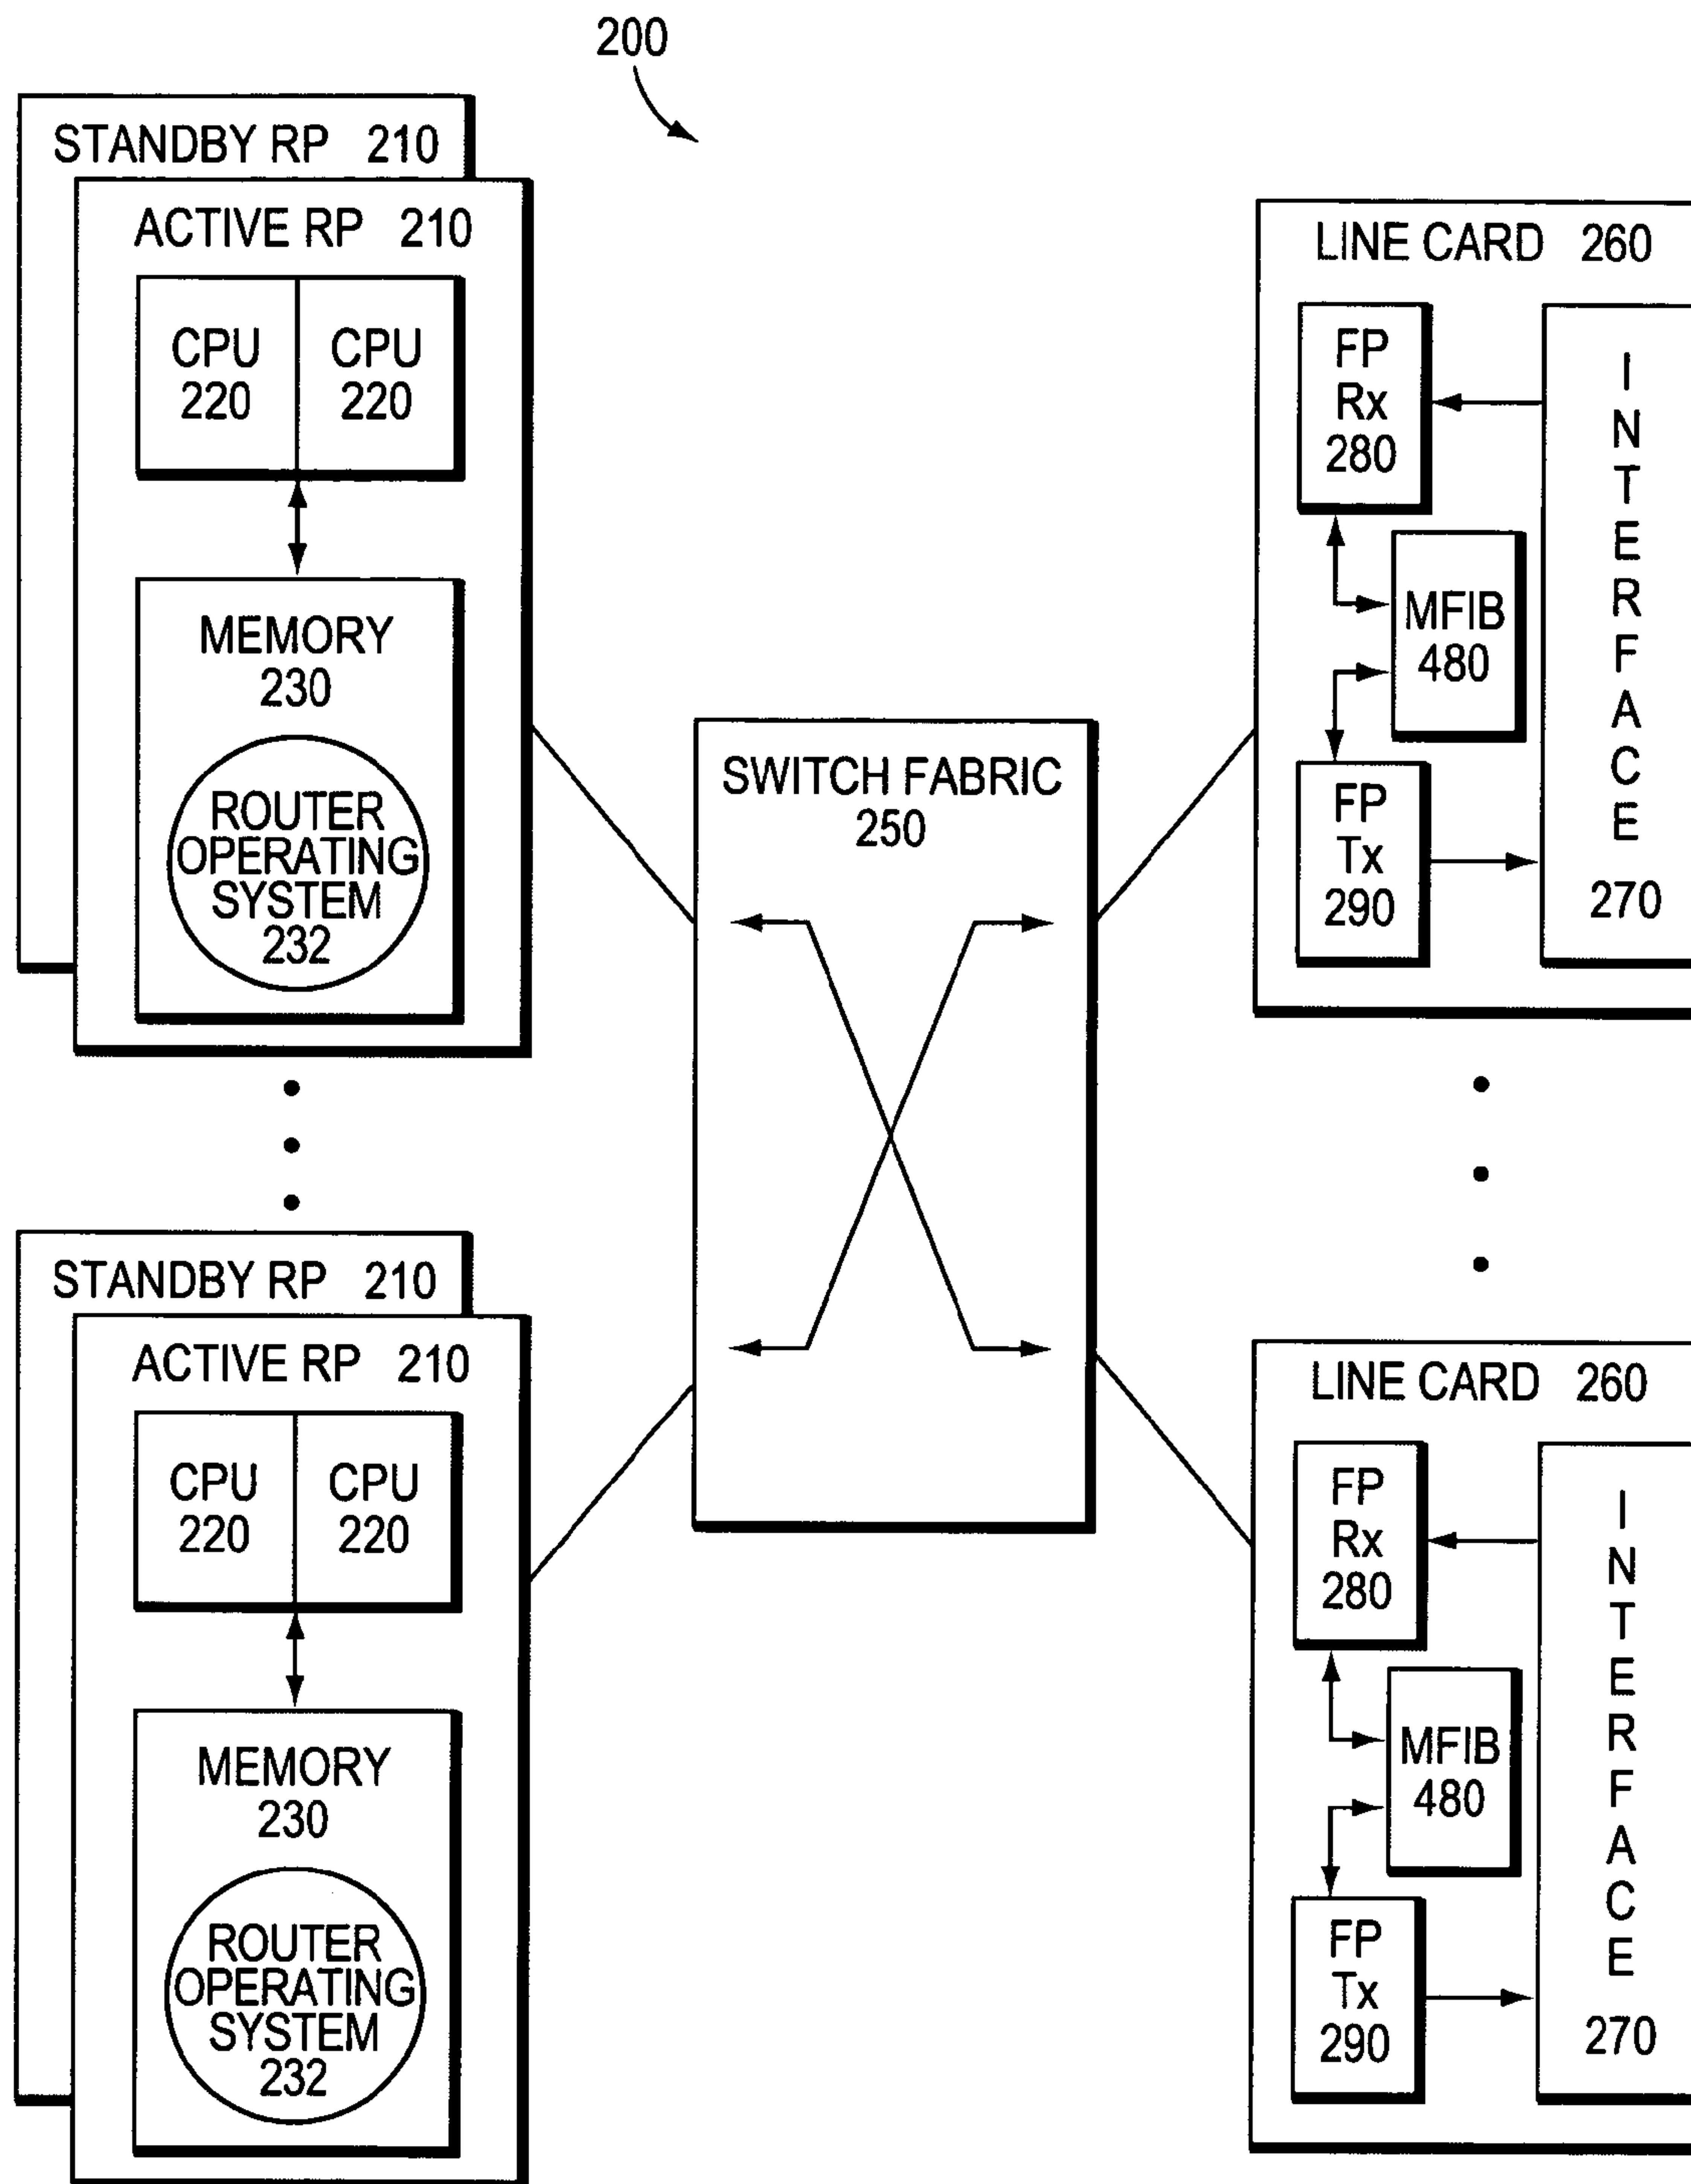 200
STANDBY RP 210
ACTIVE RP 210
CPU
220
CPU
220
MEMORY
230
ROUTER
OPERATING
SYSTEM
232
SWITCH FABRIC
250
LINE CARD 260
FP
Rx
280
MFIB
480
FP
Tx
290
INTERFACE
270
STANDBY RP 210
ACTIVE RP 210
CPU
220
CPU
220
MEMORY
230
ROUTER
OPERATING
SYSTEM
232
LINE CARD 260
FP
Rx
280
MFIB
480
FP
Tx
290
INTERFACE
270